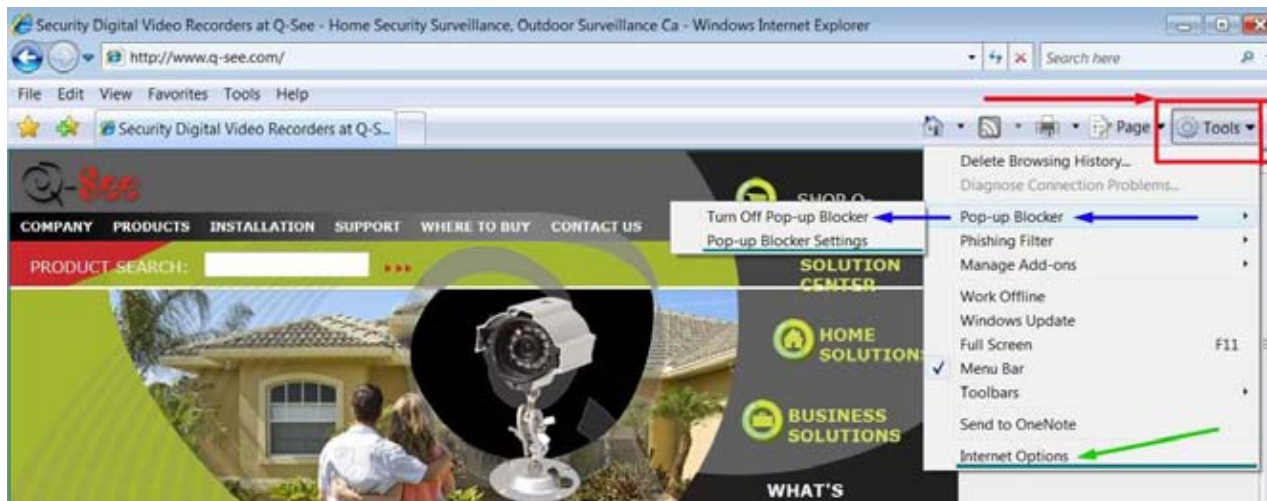 Security Digital Video Recorders at Q-See - Home Security Surveillance, Outdoor Surveillance Ca - Windows Internet Explorer
http://www.q-see.com/
Search here
File Edit View Favorites Tools Help
Security Digital Video Recorders at Q-S...
Page Tools
Delete Browsing History...
Diagnose Connection Problems...
Pop-up Blocker
Phishing Filter
Manage Add-ons
Work Offline
Windows Update
Full Screen F11
Menu Bar
Toolbars
Send to OneNote
Internet Options
Turn Off Pop-up Blocker
Pop-up Blocker Settings
Q-See
COMPANY PRODUCTS INSTALLATION SUPPORT WHERE TO BUY CONTACT US
PRODUCT SEARCH:
SHOP Q-
SOLUTION
CENTER
HOME
SOLUTION
BUSINESS
SOLUTIONS
WHAT'S